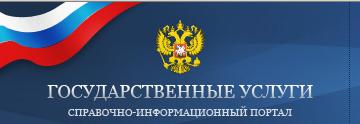 ГОСУДАРСТВЕННЫЕ УСЛУГИ
СПРАВОЧНО-ИНФОРМАЦИОННЫЙ ПОРТАЛ